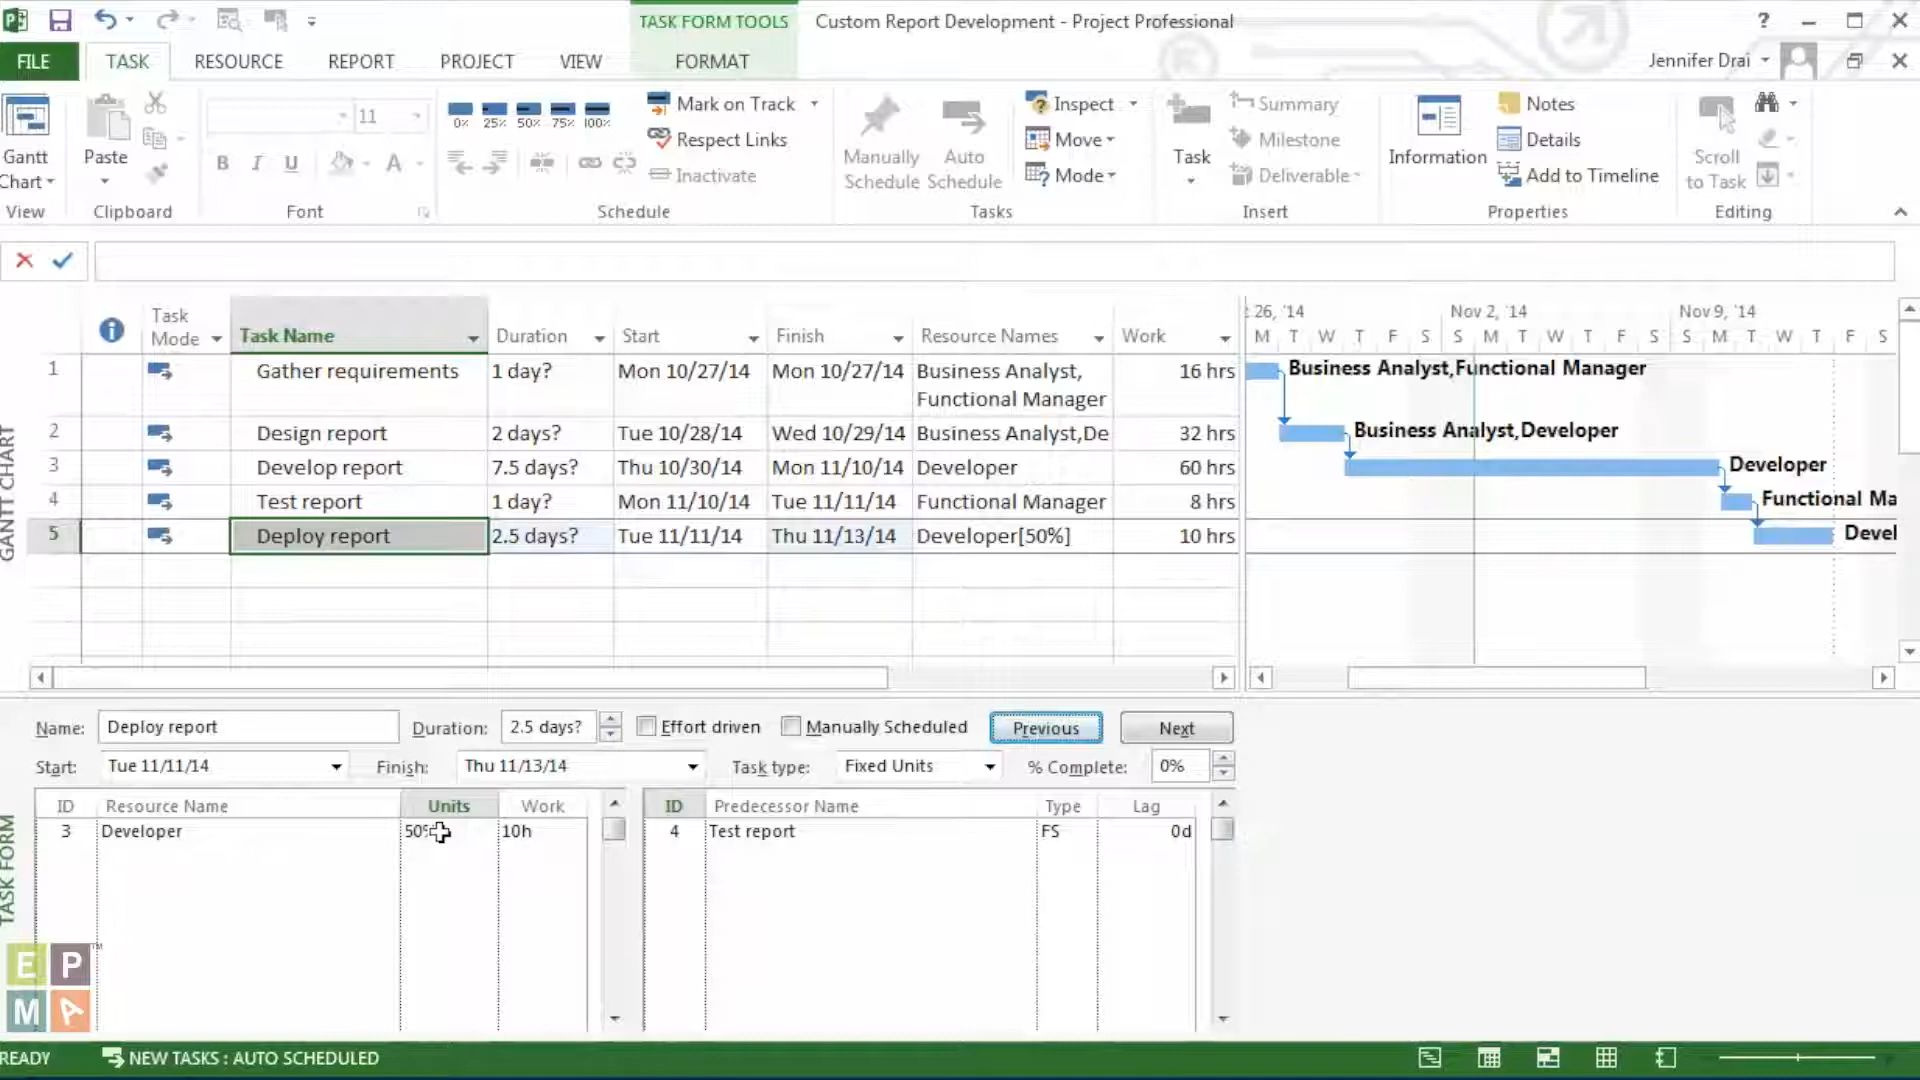 TASK FORM TOOLS
Custom Report Development - Project Professional
?
FILE
TASK
RESOURCE
REPORT
PROJECT
VIEW
FORMAT
Jennifer Drai
Gantt
Chart
View
Paste
Clipboard
11
B I U A
Font
0% 25% 50% 75% 100%
Mark on Track
Respect Links
Inactivate
Schedule
Manually
Schedule
Auto
Schedule
Inspect
Move
Mode
Tasks
Task
Summary
Milestone
Deliverable
Insert
Information
Notes
Details
Add to Timeline
Properties
Scroll
to Task
Editing
Task
Mode
Task Name
Duration
Start
Finish
Resource Names
Work
26, '14
Nov 2, '14
Nov 9, '14
M T W T F S S M T W T F S S M T W T F S
1 Gather requirements 1 day? Mon 10/27/14 Mon 10/27/14 Business Analyst, 16 hrs
Functional Manager
Business Analyst,Functional Manager
2 Design report 2 days? Tue 10/28/14 Wed 10/29/14 Business Analyst,De 32 hrs
Business Analyst,Developer
3 Develop report 7.5 days? Thu 10/30/14 Mon 11/10/14 Developer 60 hrs
Developer
4 Test report 1 day? Mon 11/10/14 Tue 11/11/14 Functional Manager 8 hrs
Functional Ma
5 Deploy report 2.5 days? Tue 11/11/14 Thu 11/13/14 Developer[50%] 10 hrs
Devel
GANTT CHART
Name: Deploy report Duration: 2.5 days? Effort driven Manually Scheduled Previous Next
Start: Tue 11/11/14 Finish: Thu 11/13/14 Task type: Fixed Units % Complete: 0%
ID Resource Name Units Work ID Predecessor Name Type Lag
3 Developer 50% 10h 4 Test report FS 0d
TASK FORM
E P
M A
TM
READY
NEW TASKS : AUTO SCHEDULED